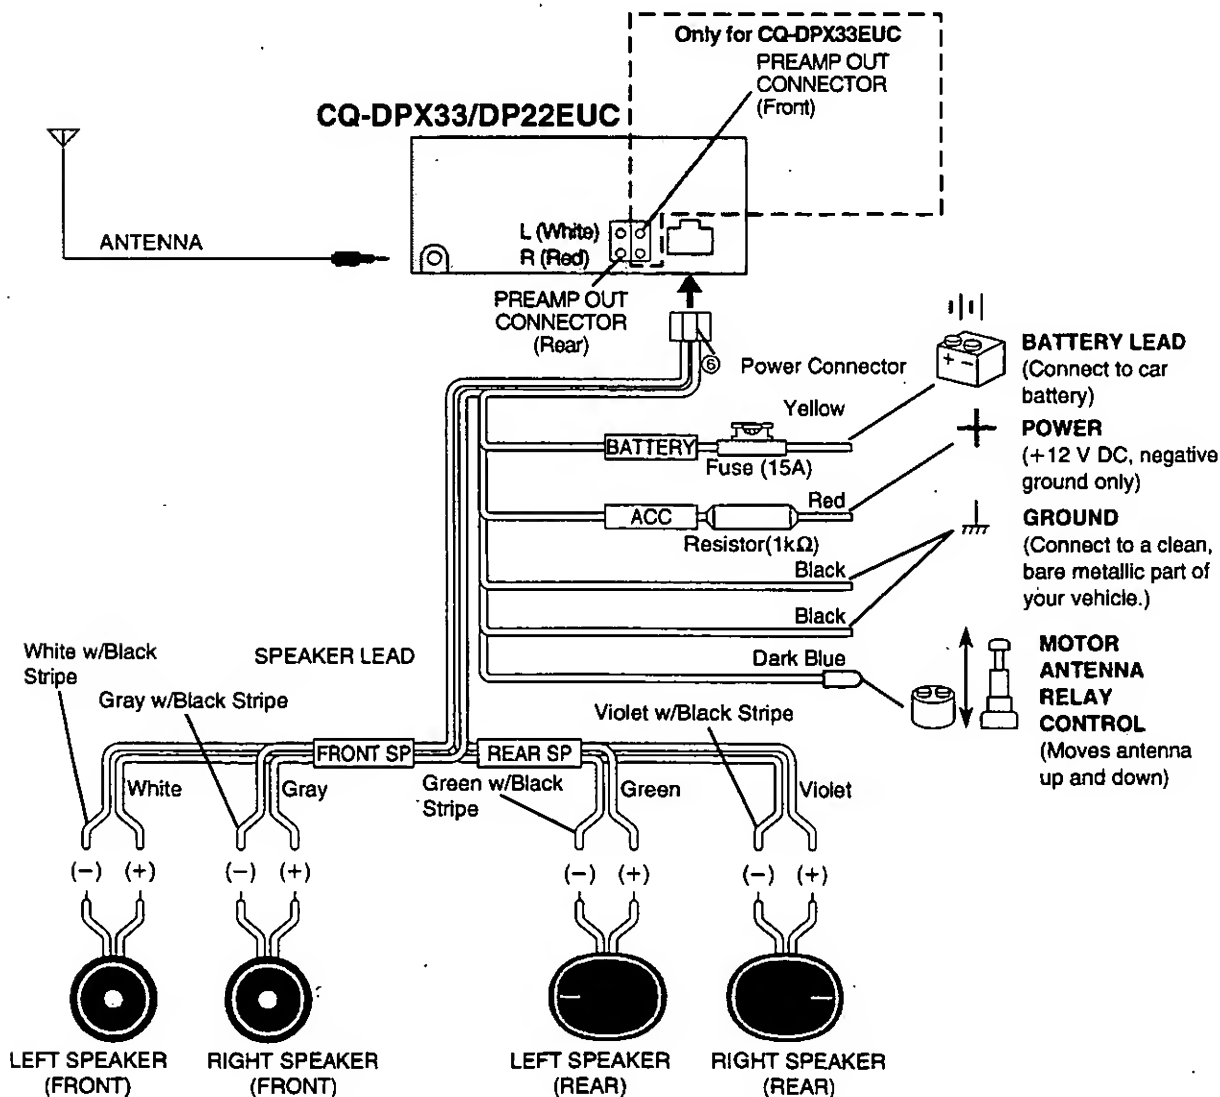 Only for CQ-DPX33EUC
PREAMP OUT
CONNECTOR
(Front)
CQ-DPX33/DP22EUC
ANTENNA
L (White)
R (Red)
PREAMP OUT
CONNECTOR
(Rear)
⑥
Power Connector
BATTERY LEAD
(Connect to car
battery)
Yellow
BATTERY
Fuse (15A)
POWER
(+12 V DC, negative
ground only)
Red
ACC
Resistor(1kΩ)
GROUND
(Connect to a clean,
bare metallic part of
your vehicle.)
Black
Black
Dark Blue
MOTOR
ANTENNA
RELAY
CONTROL
(Moves antenna
up and down)
SPEAKER LEAD
White w/Black
Stripe
Gray w/Black Stripe
Violet w/Black Stripe
FRONT SP
REAR SP
White
Gray
Green w/Black
Stripe
Green
Violet
(−) (+) (−) (+) (−) (+) (−) (+)
LEFT SPEAKER
(FRONT)
RIGHT SPEAKER
(FRONT)
LEFT SPEAKER
(REAR)
RIGHT SPEAKER
(REAR)